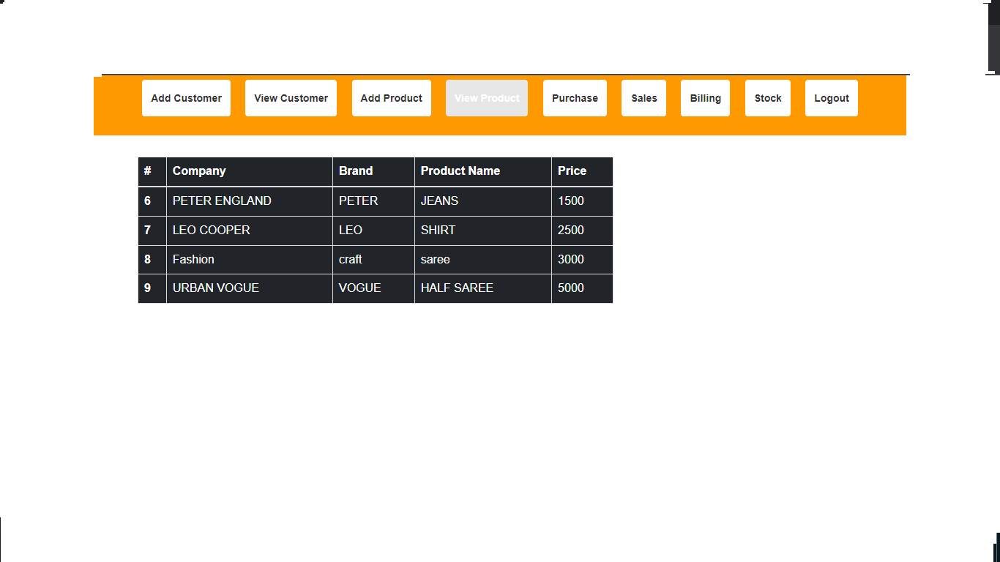 Add Customer View Customer Add Product View Product Purchase Sales Billing Stock Logout
# Company Brand Product Name Price
6 PETER ENGLAND PETER JEANS 1500
7 LEO COOPER LEO SHIRT 2500
8 Fashion craft saree 3000
9 URBAN VOGUE VOGUE HALF SAREE 5000